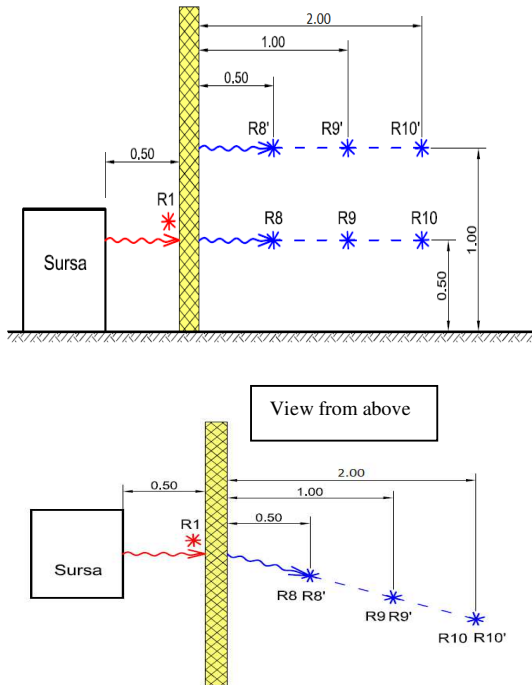 2.00
1.00
0.50
R8' R9' R10'
0.50
R1
R8 R9 R10
Sursa
0.50
1.00
View from above
2.00
0.50
1.00
R1
0.50
Sursa
R8 R8'
R9 R9'
R10 R10'